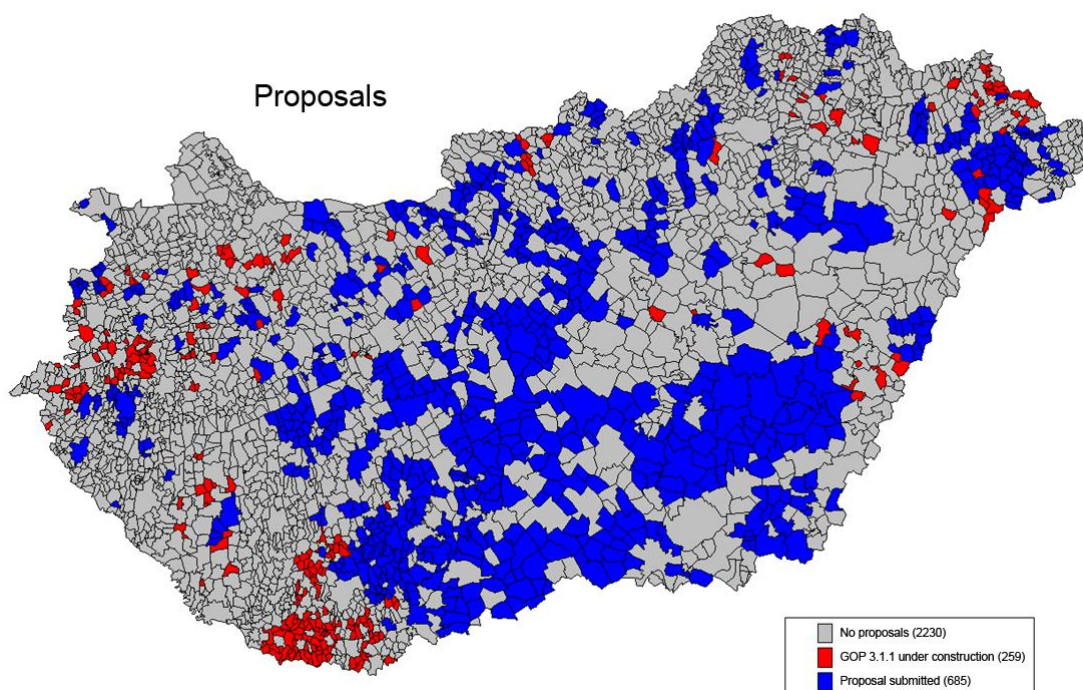 Proposals
No proposals (2230)
GOP 3.1.1 under construction (259)
Proposal submitted (685)